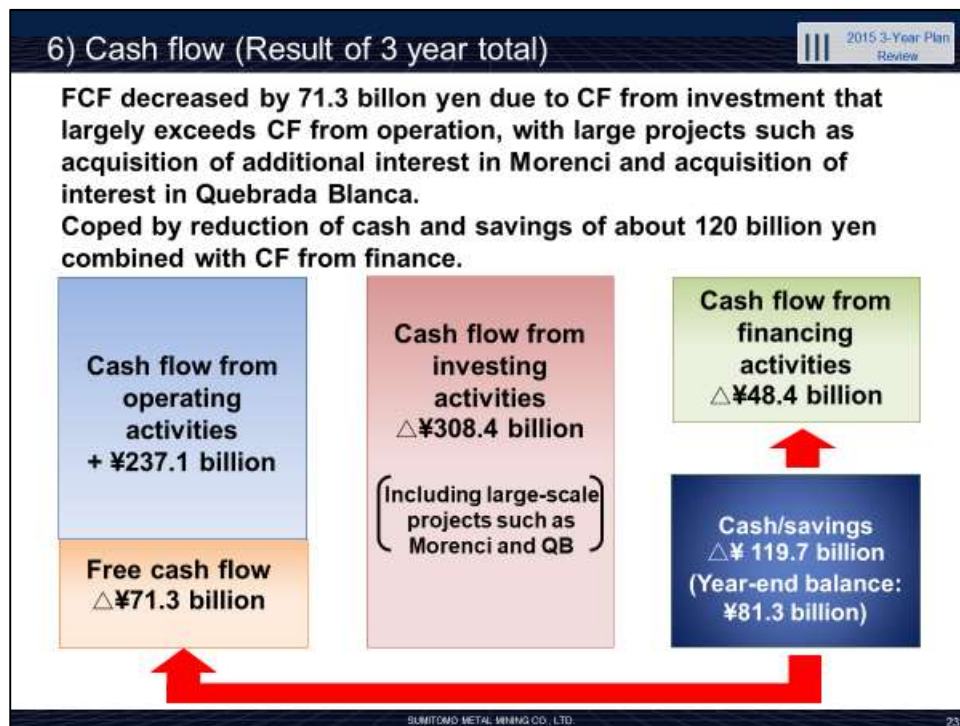 6) Cash flow (Result of 3 year total)
2015 3-Year Plan
Review
FCF decreased by 71.3 billon yen due to CF from investment that
largely exceeds CF from operation, with large projects such as
acquisition of additional interest in Morenci and acquisition of
interest in Quebrada Blanca.
Coped by reduction of cash and savings of about 120 billion yen
combined with CF from finance.
Cash flow from
operating
activities
+ ¥237.1 billion
Free cash flow
△¥71.3 billion
Cash flow from
investing
activities
△¥308.4 billion
Including large-scale
projects such as
Morenci and QB
Cash flow from
financing
activities
△¥48.4 billion
Cash/savings
△¥ 119.7 billion
(Year-end balance:
¥81.3 billion)
SUMITOMO METAL MINING CO., LTD.
23